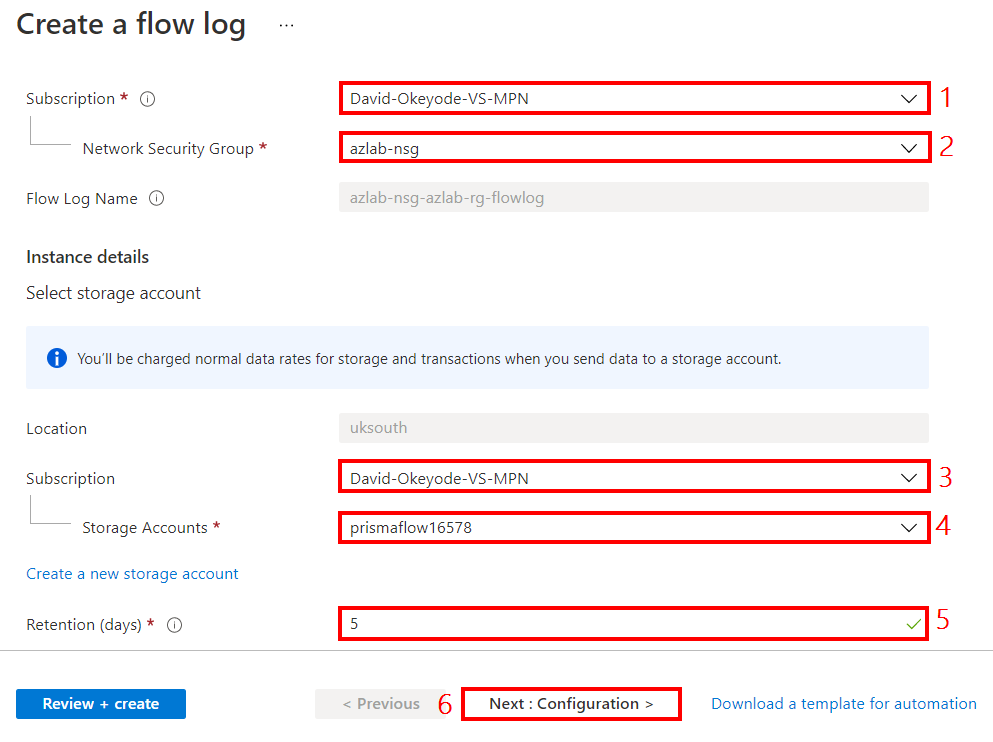 Create a flow log ...
Subscription * David-Okeyode-VS-MPN 1
Network Security Group * azlab-nsg 2
Flow Log Name azlab-nsg-azlab-rg-flowlog
Instance details
Select storage account
You'll be charged normal data rates for storage and transactions when you send data to a storage account.
Location uksouth
Subscription David-Okeyode-VS-MPN 3
Storage Accounts * prismaflow16578 4
Create a new storage account
Retention (days) * 5 5
Review + create < Previous 6 Next : Configuration > Download a template for automation